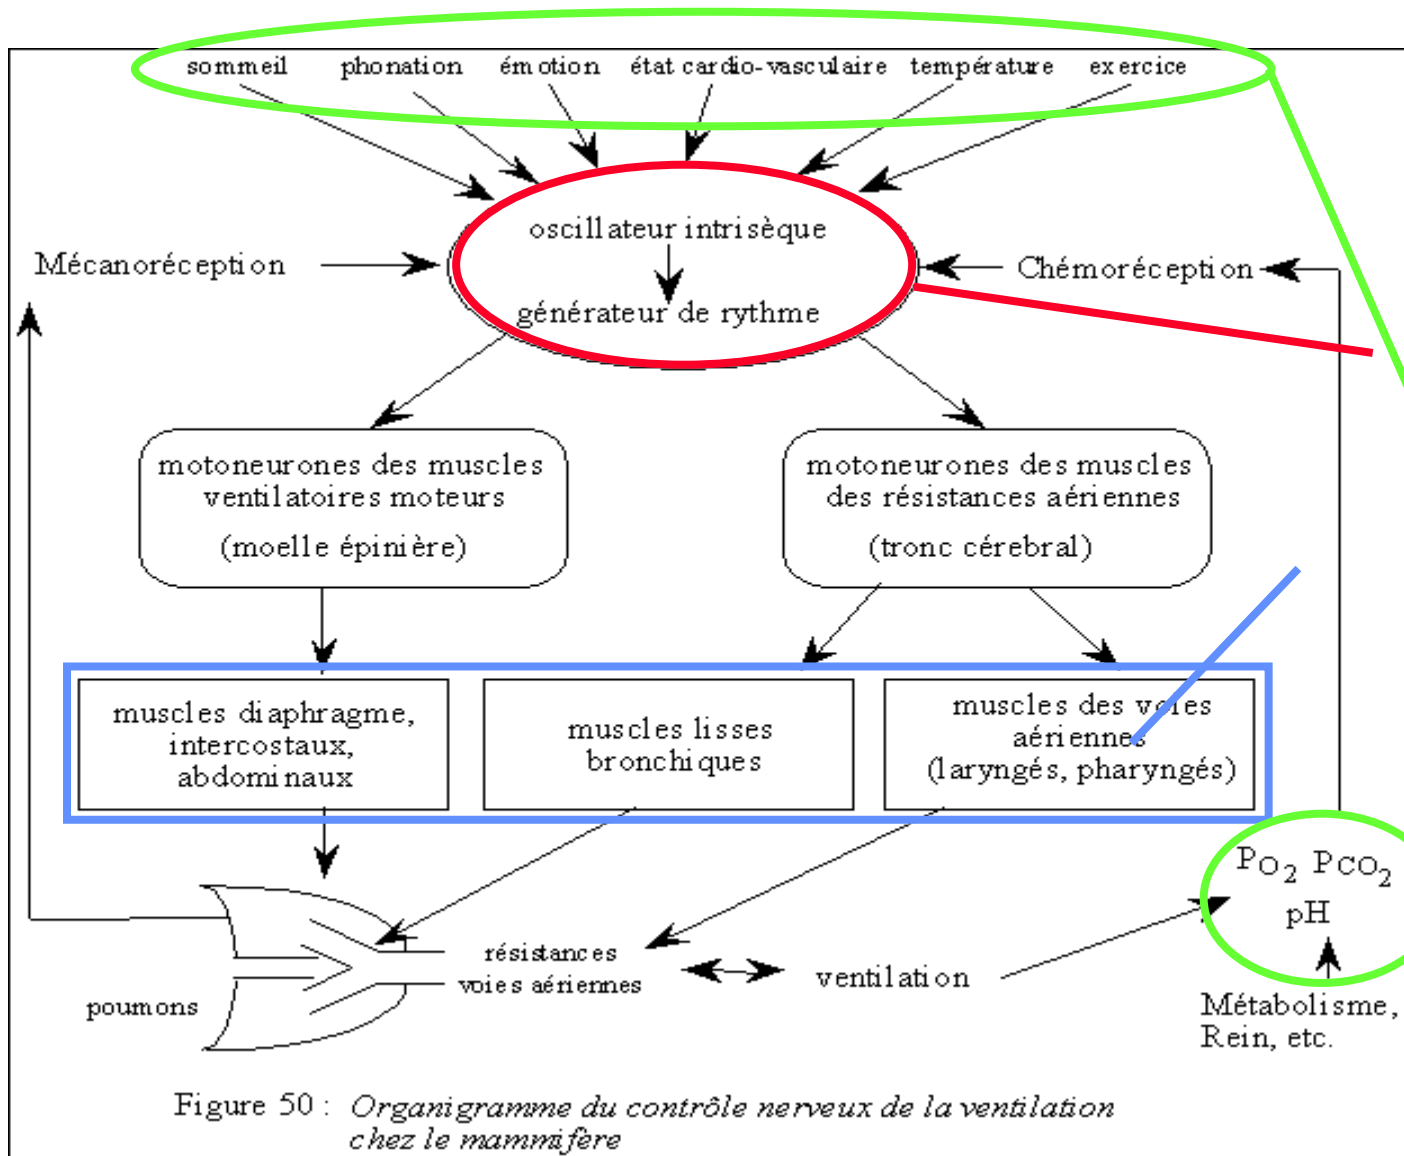 sommeil phonation émotion état cardio-vasculaire température exercice
oscillateur intrisèque
Mécanoréception
Chémoréception
générateur de rythme
motoneurones des muscles
ventilatoires moteurs
(moelle épinière)
motoneurones des muscles
des résistances aériennes
(tronc cérebral)
muscles diaphragme,
intercostaux,
abdominaux
muscles lisses
bronchiques
muscles des voies
aériennes
(laryngés, pharyngés)
PO2 PCO2
pH
résistances
voies aériennes
ventilation
poumons
Métabolisme,
Rein, etc.
Figure 50 : Organigramme du contrôle nerveux de la ventilation
chez le mammifère